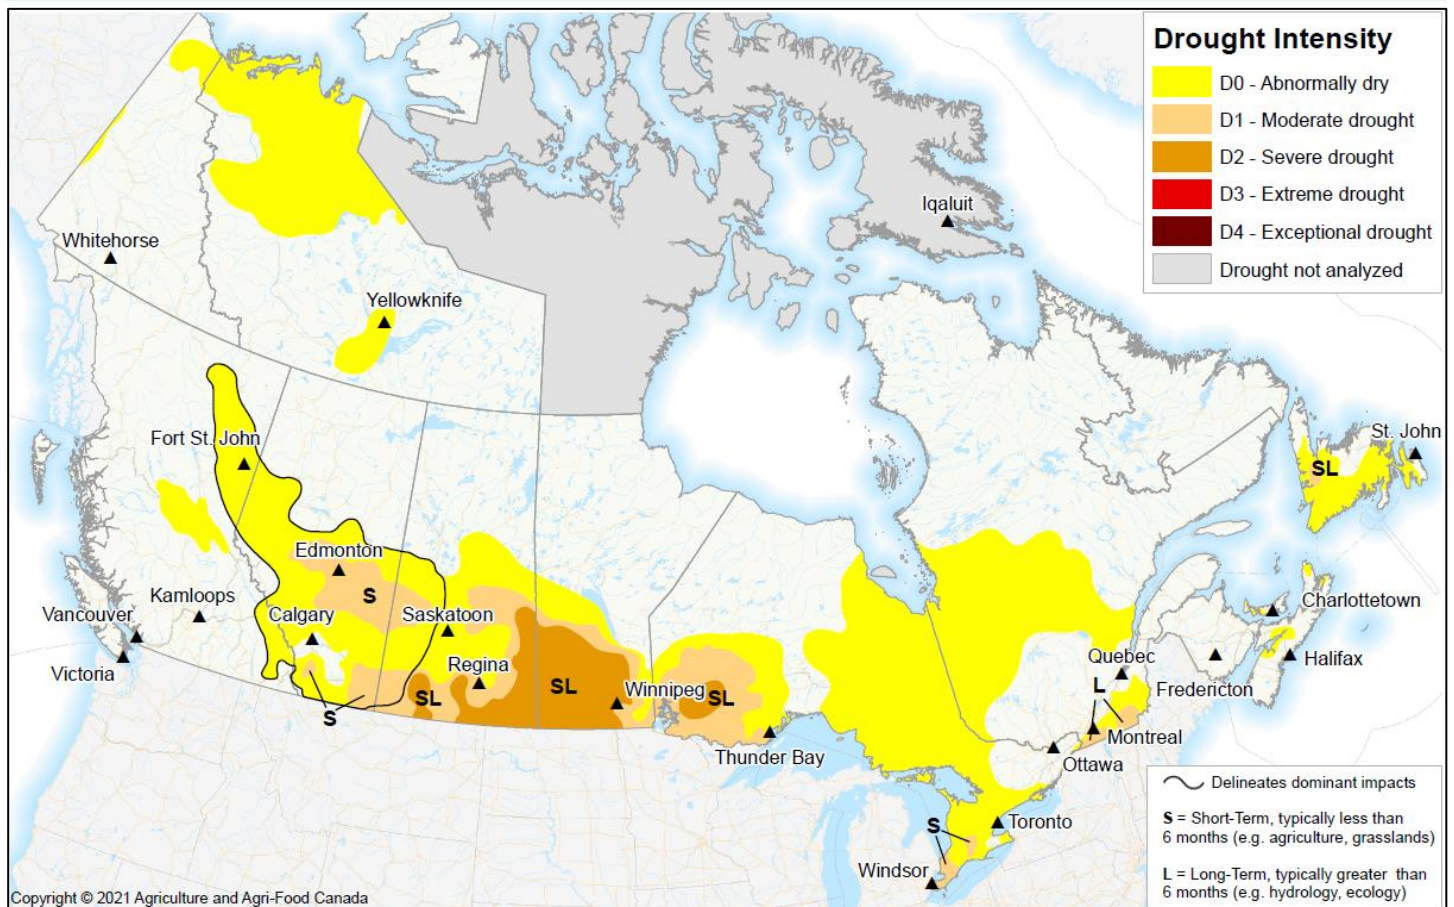 Drought Intensity
D0 - Abnormally dry
D1 - Moderate drought
D2 - Severe drought
D3 - Extreme drought
D4 - Exceptional drought
Drought not analyzed
Iqaluit
Whitehorse
Yellowknife
Fort St. John
St. John
SL
Edmonton
S
Kamloops
Vancouver
Calgary
Saskatoon
Charlottetown
Victoria
Regina
Quebec
Halifax
SL
SL
Winnipeg
SL
L
Fredericton
S
Montreal
Thunder Bay
Ottawa
Delineates dominant impacts
S = Short-Term, typically less than
6 months (e.g. agriculture, grasslands)
S
Toronto
Windsor
L = Long-Term, typically greater than
6 months (e.g. hydrology, ecology)
Copyright © 2021 Agriculture and Agri-Food Canada